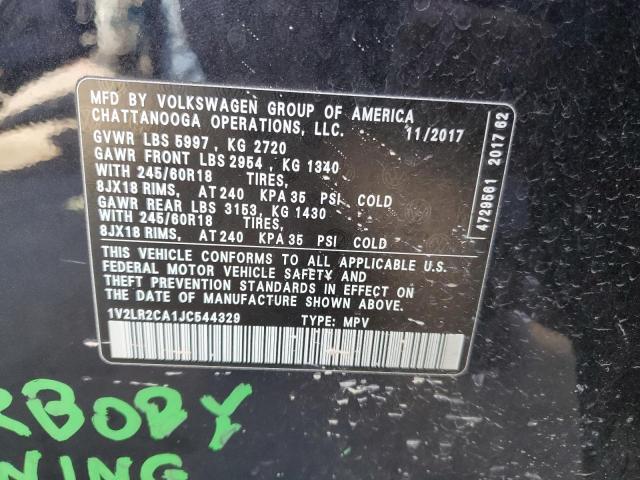 MFD BY VOLKSWAGEN GROUP OF AMERICA
CHATTANOOGA OPERATIONS, LLC. 11/2017
GVWR LBS 5997 , KG 2720
GAWR FRONT LBS 2954 , KG 1340
WITH 245/60R18 TIRES,
8JX18 RIMS, AT 240 KPA 35 PSI COLD
GAWR REAR LBS 3153, KG 1430
WITH 245/60R18 TIRES,
8JX18 RIMS, AT 240 KPA 35 PSI COLD
THIS VEHICLE CONFORMS TO ALL APPLICABLE U.S.
FEDERAL MOTOR VEHICLE SAFETY AND
THEFT PREVENTION STANDARDS IN EFFECT ON
THE DATE OF MANUFACTURE SHOWN ABOVE.
1V2LR2CA1JC544329 TYPE: MPV
4729561 2017 62
RBODY
NING